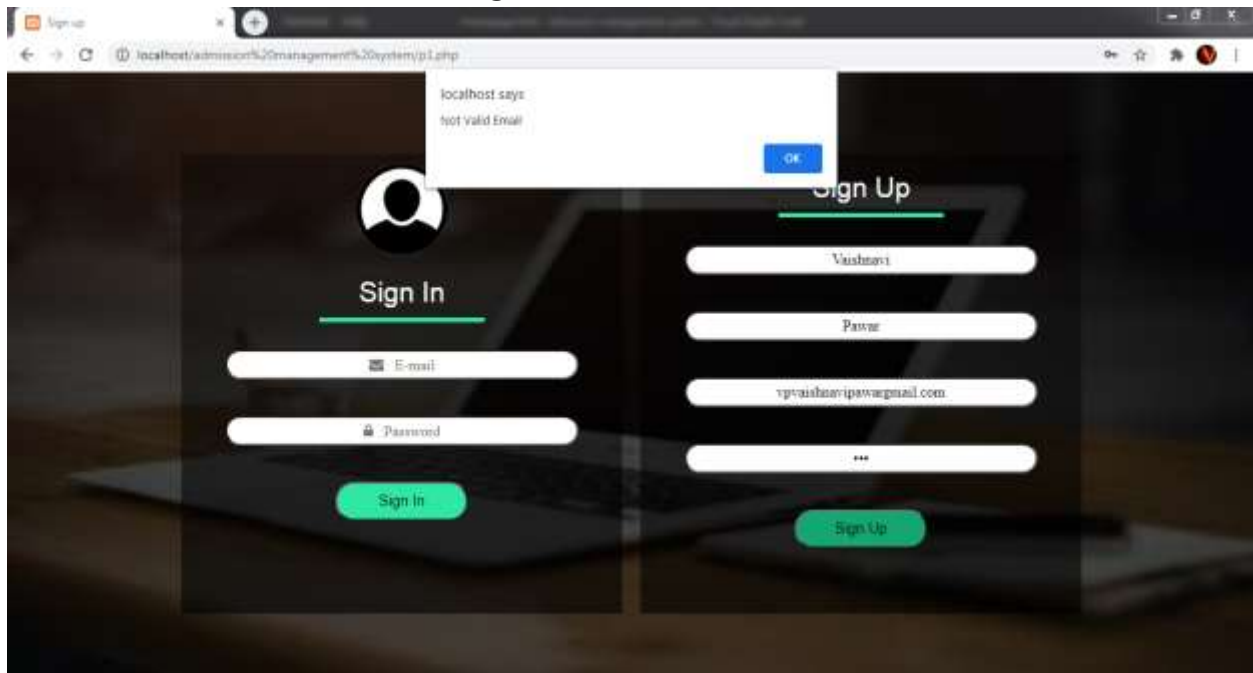 Sign up
localhost/admission%20management%20system/p1.php
localhost says
Not Valid Email
OK
Sign In
E-mail
Password
Sign In
Sign Up
Vaishnavi
Pawar
vpvaishnavipawargmail.com
•••
Sign Up